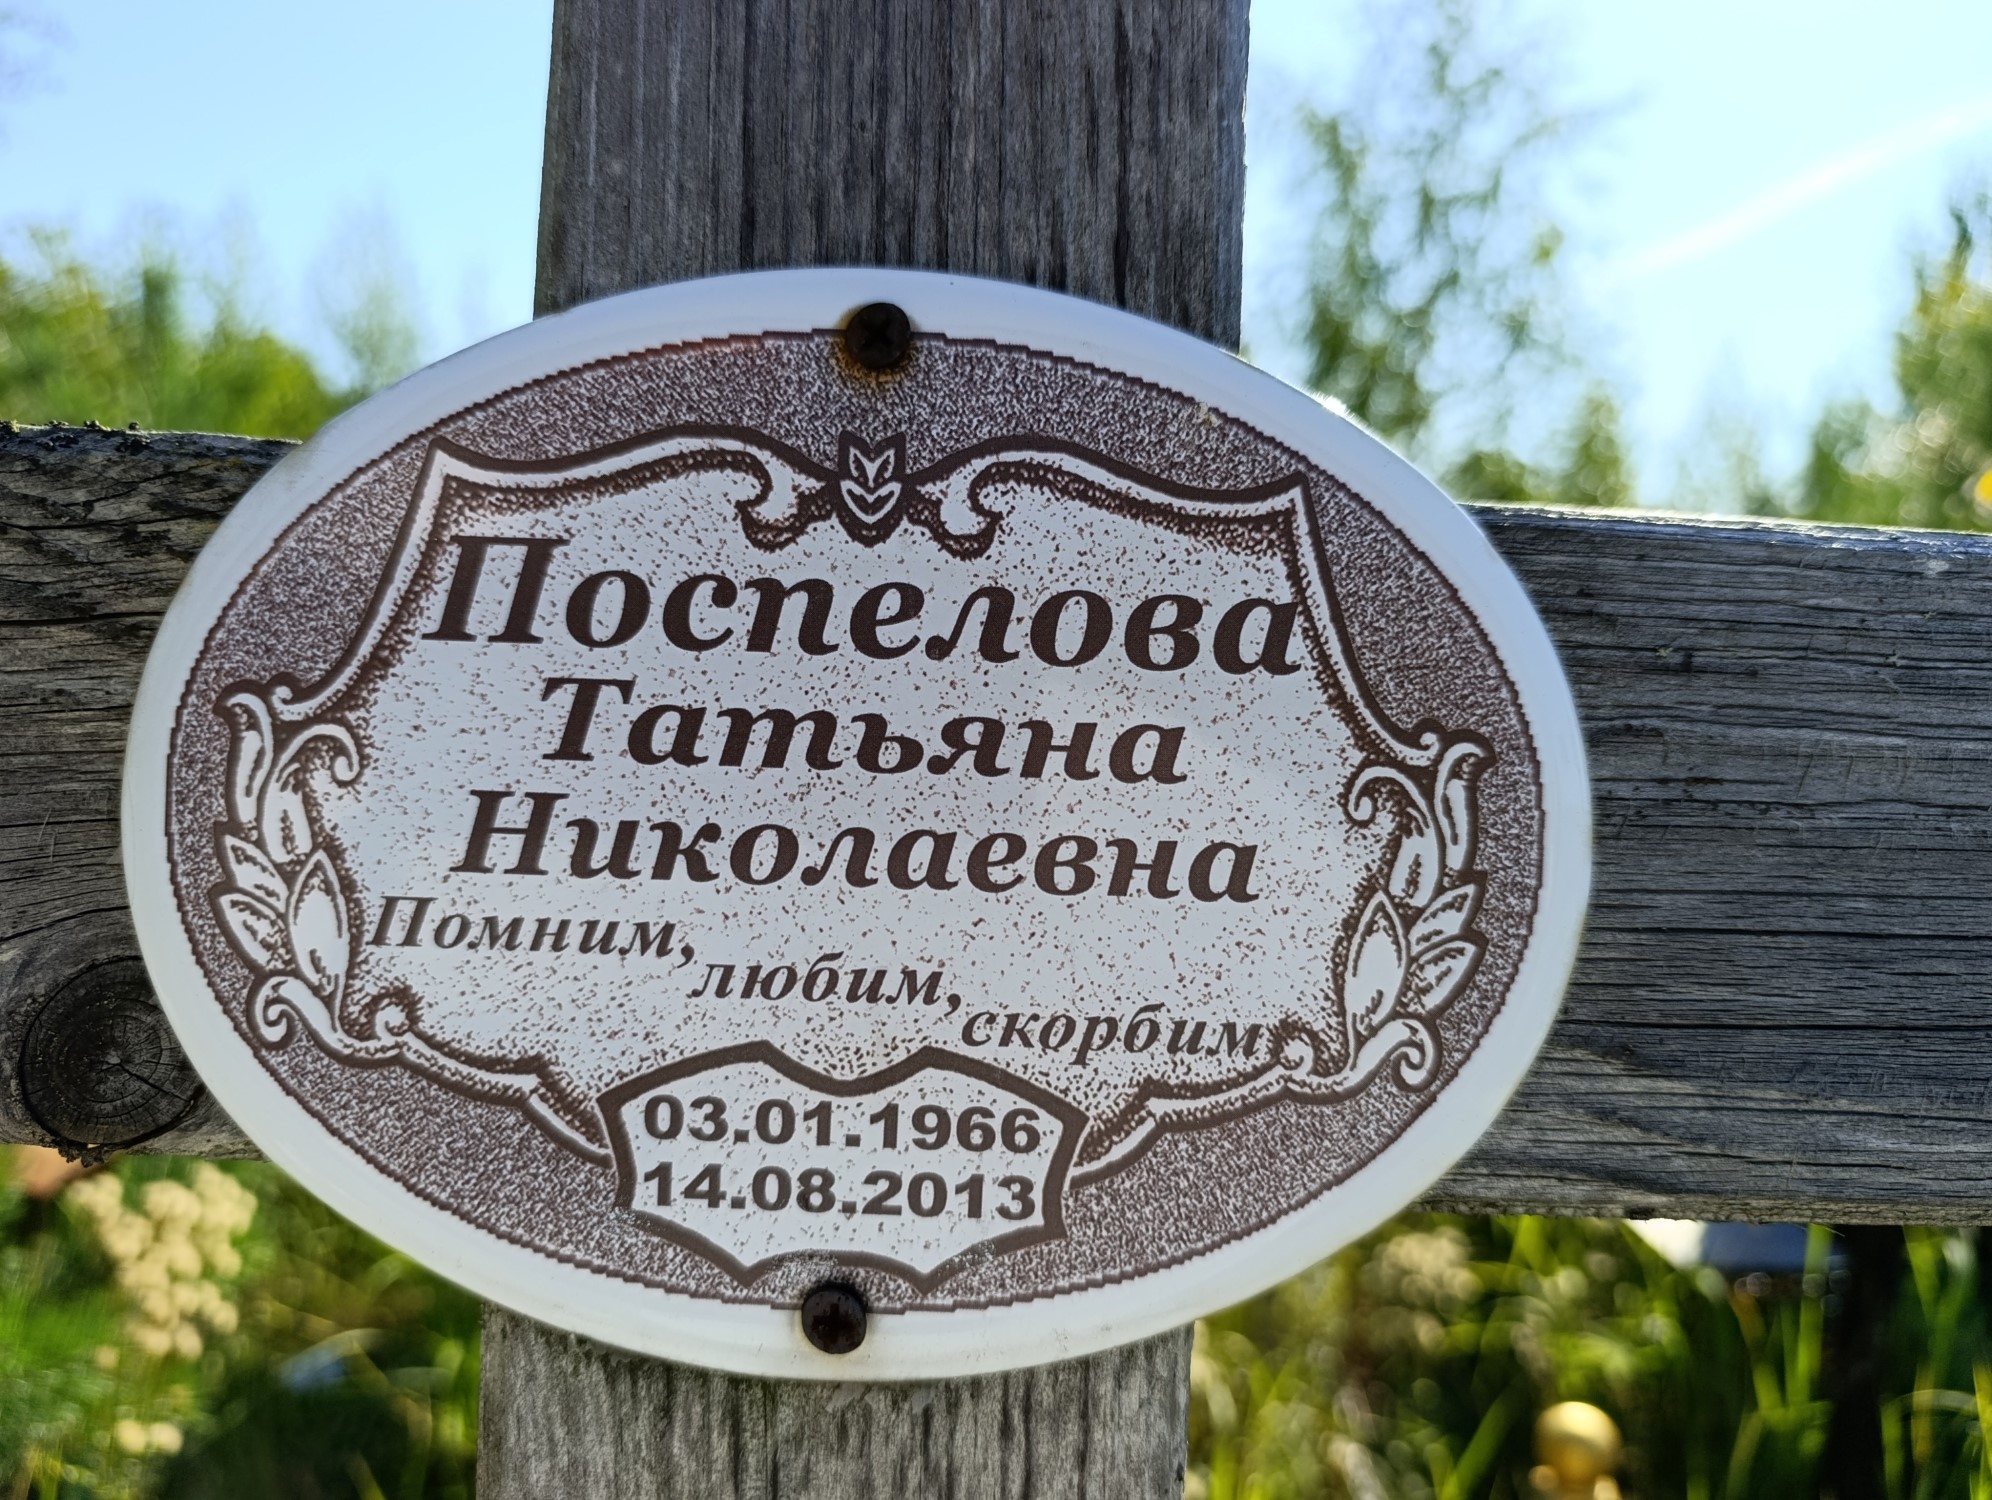 Поспелова
Татьяна
Николаевна
Помним,
любим,
скорбим
03.01.1966
14.08.2013